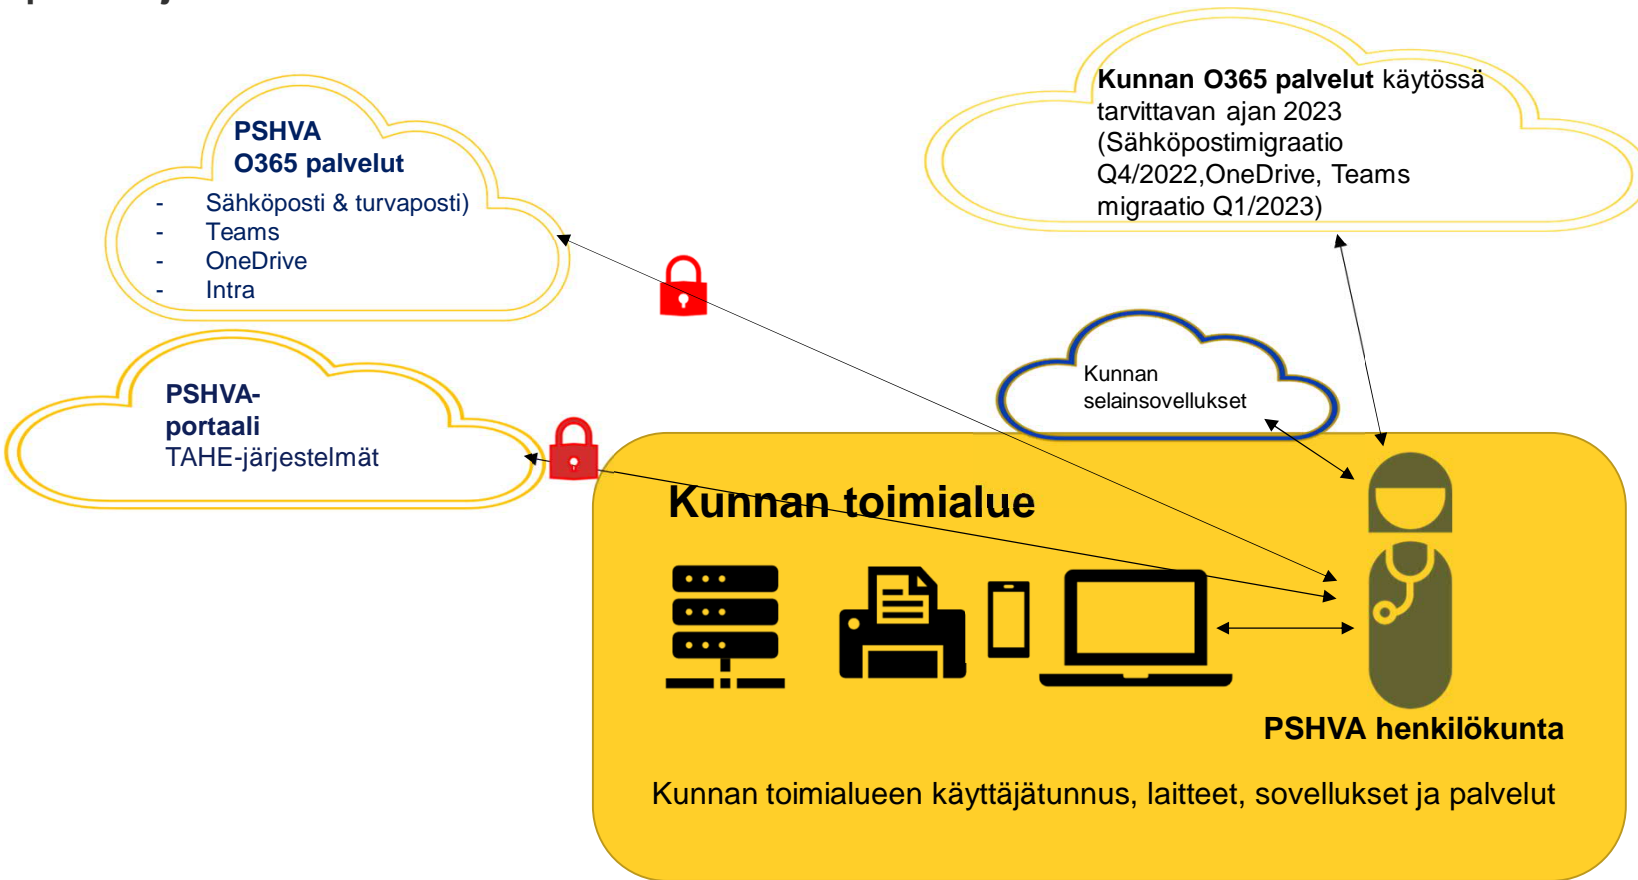 PSHVA
O365 palvelut
- Sähköposti & turvaposti)
- Teams
- OneDrive
- Intra
Kunnan O365 palvelut käytössä
tarvittavan ajan 2023
(Sähköpostimigraatio
Q4/2022,OneDrive, Teams
migraatio Q1/2023)
PSHVA-
portaali
TAHE-järjestelmät
Kunnan
selainsovellukset
Kunnan toimialue
PSHVA henkilökunta
Kunnan toimialueen käyttäjätunnus, laitteet, sovellukset ja palvelut